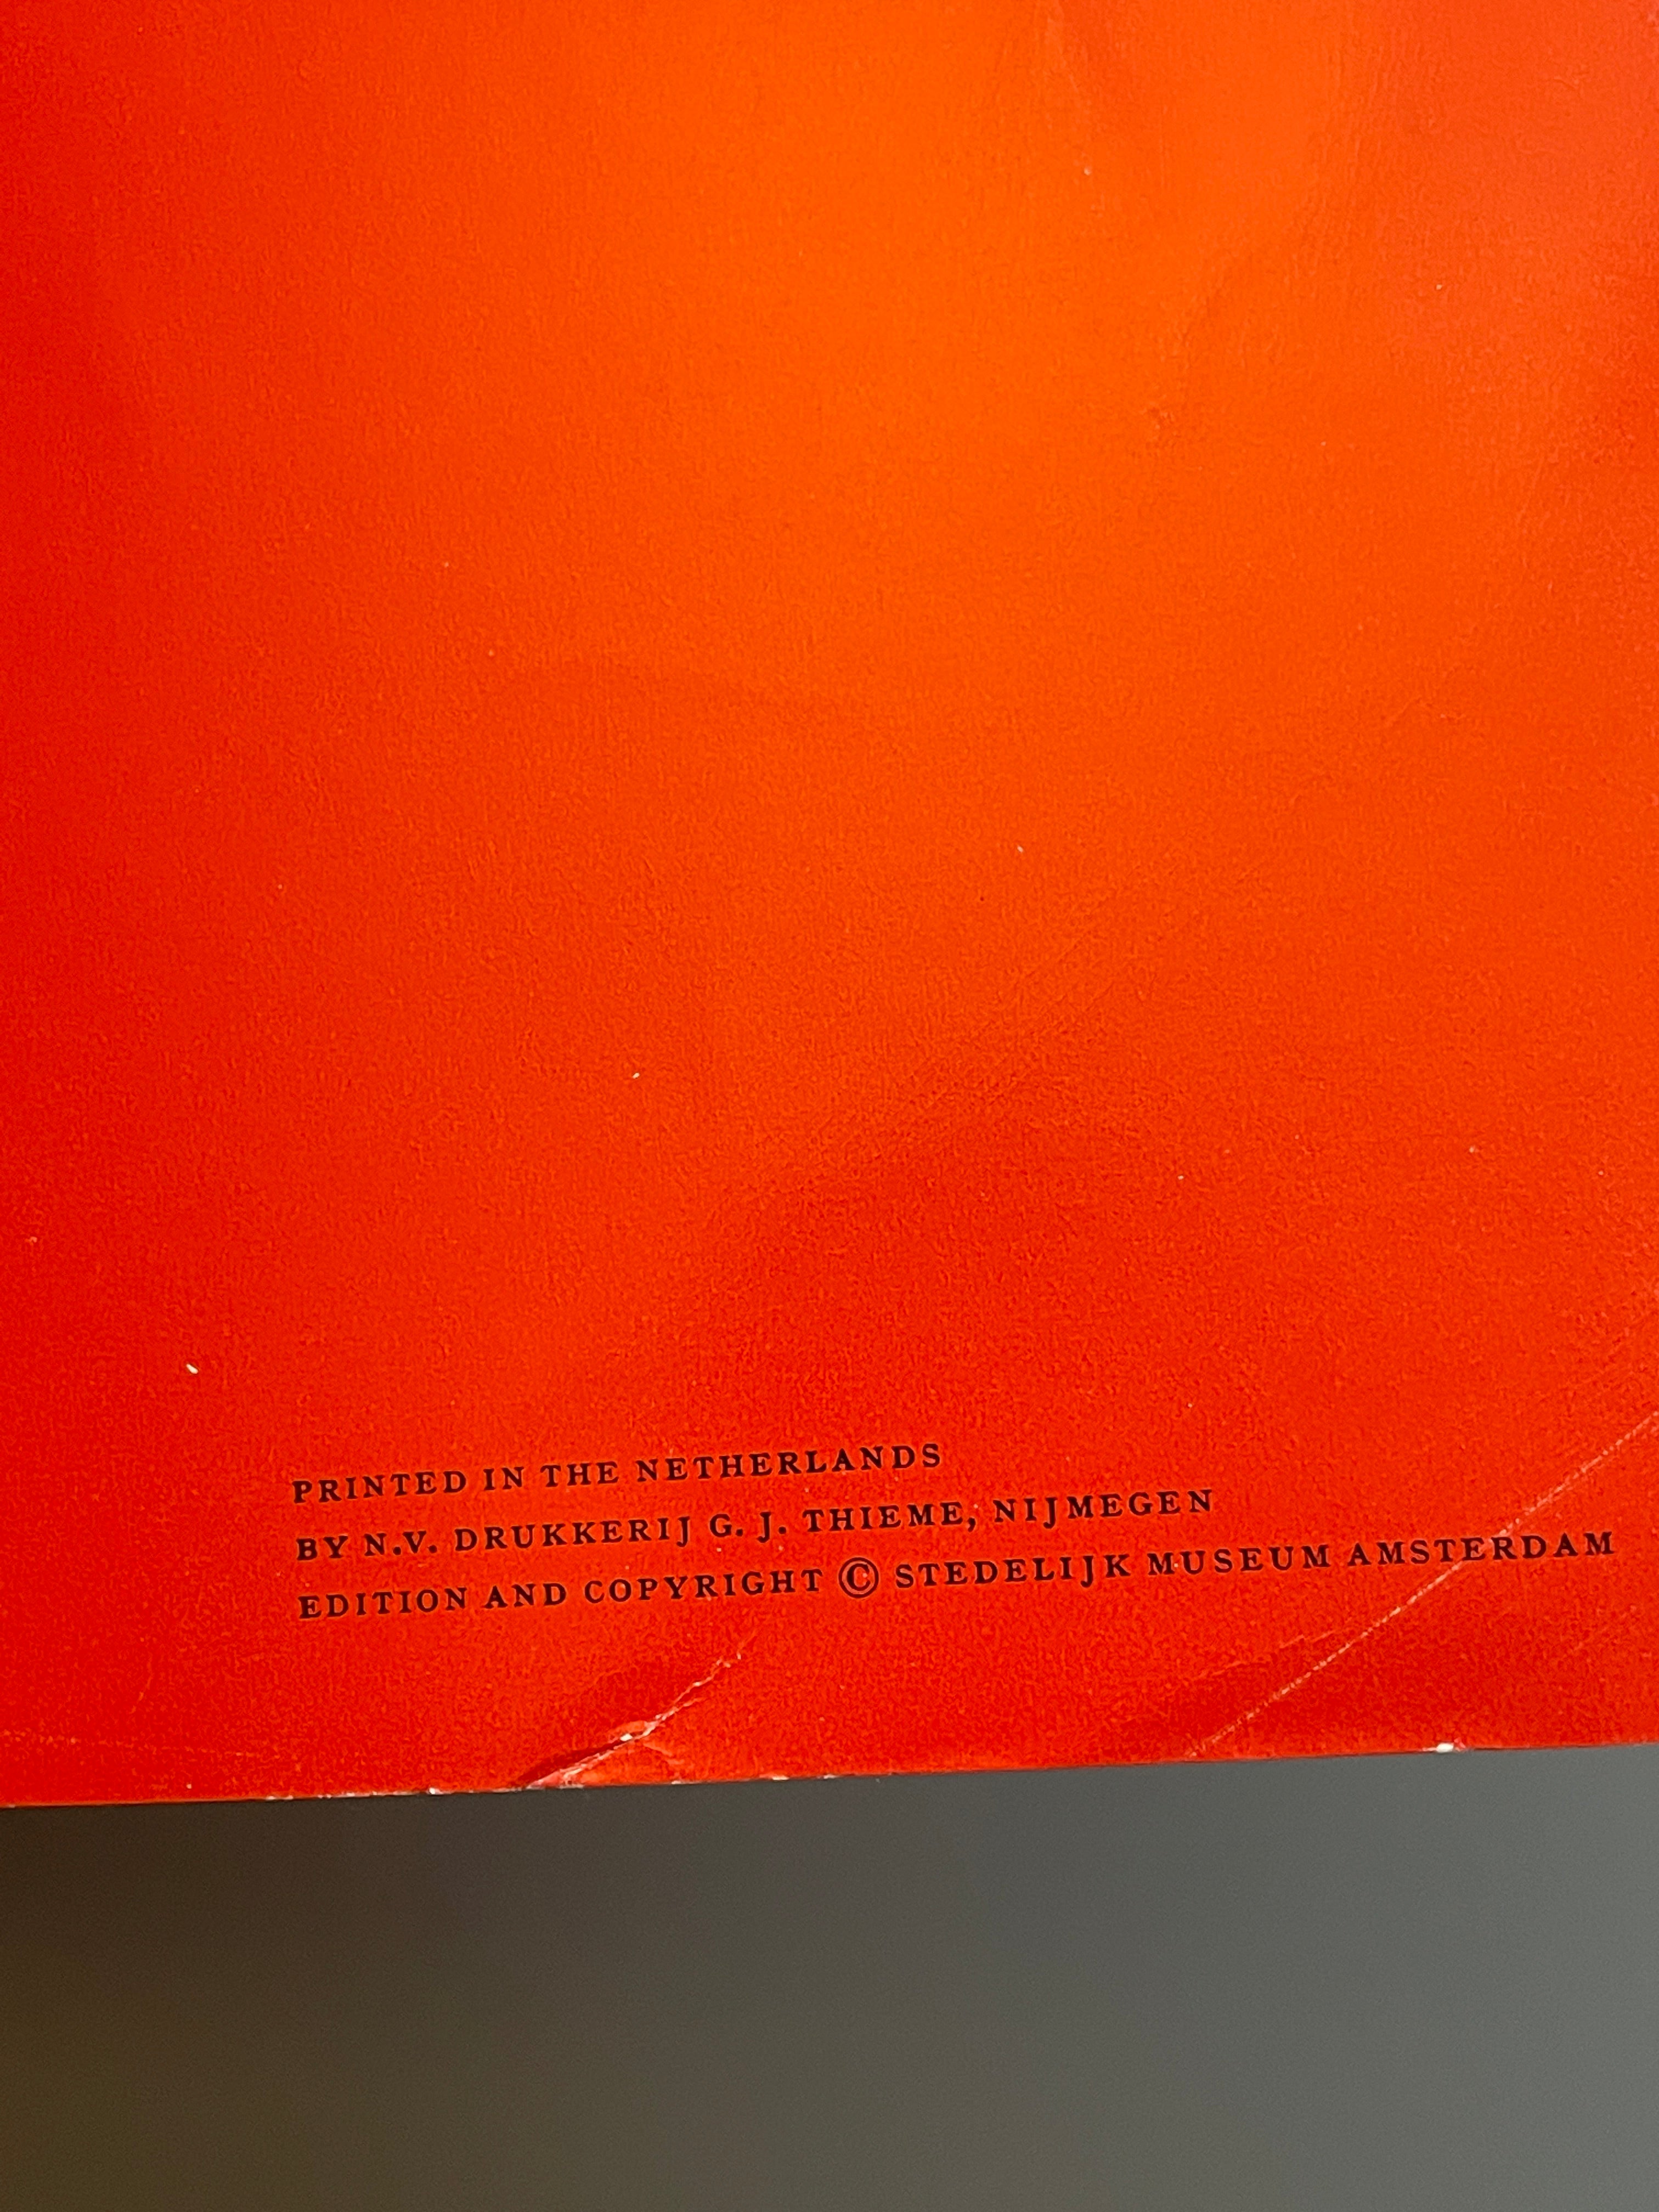 PRINTED IN THE NETHERLANDS
BY N.V. DRUKKERIJ G. J. THIEME, NIJMEGEN
EDITION AND COPYRIGHT © STEDELIJK MUSEUM AMSTERDAM